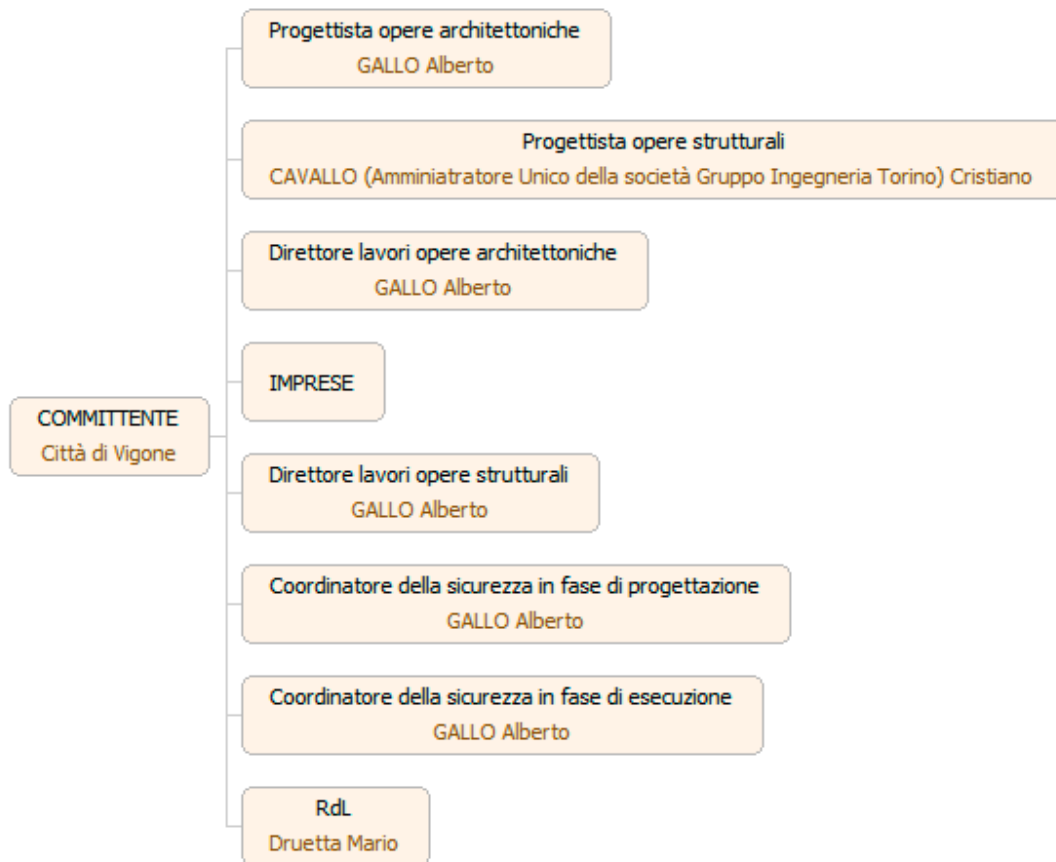 Progettista opere architettoniche
GALLO Alberto
Progettista opere strutturali
CAVALLO (Amminiatratore Unico della società Gruppo Ingegneria Torino) Cristiano
Direttore lavori opere architettoniche
GALLO Alberto
IMPRESE
COMMITTENTE
Città di Vigone
Direttore lavori opere strutturali
GALLO Alberto
Coordinatore della sicurezza in fase di progettazione
GALLO Alberto
Coordinatore della sicurezza in fase di esecuzione
GALLO Alberto
RdL
Druetta Mario